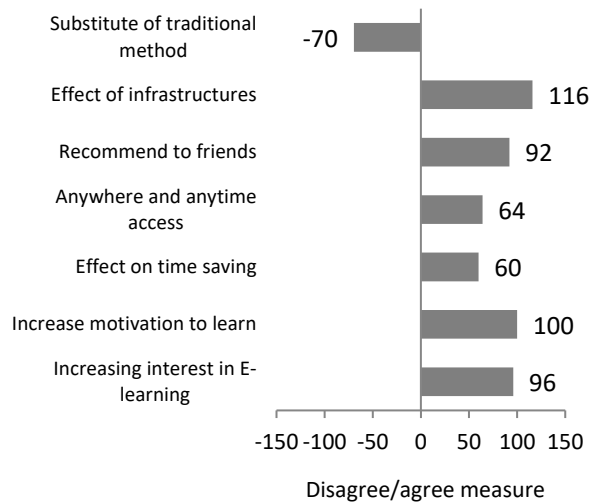 Substitute of traditional
method
-70
Effect of infrastructures
116
Recommend to friends
92
Anywhere and anytime
access
64
Effect on time saving
60
Increase motivation to learn
100
Increasing interest in E-
learning
96
-150 -100 -50 0 50 100 150
Disagree/agree measure